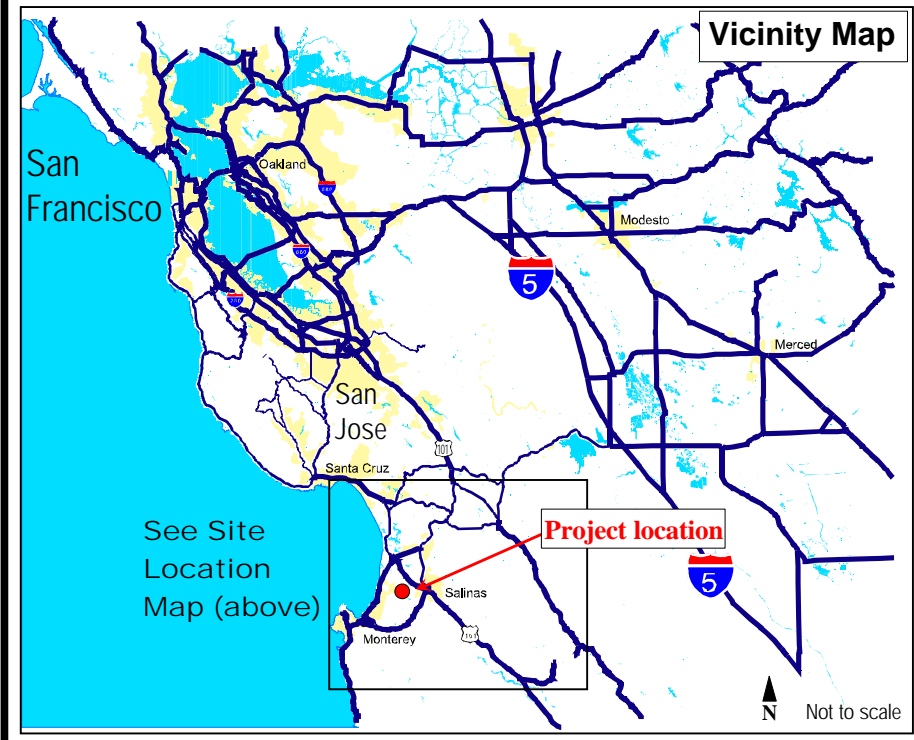 Vicinity Map
San
Francisco
Oakland
680
Modesto
880
5
280
Merced
San
Jose
101
Santa Cruz
See Site
Location
Map (above)
Project location
5
Salinas
Monterey
101
N
Not to scale